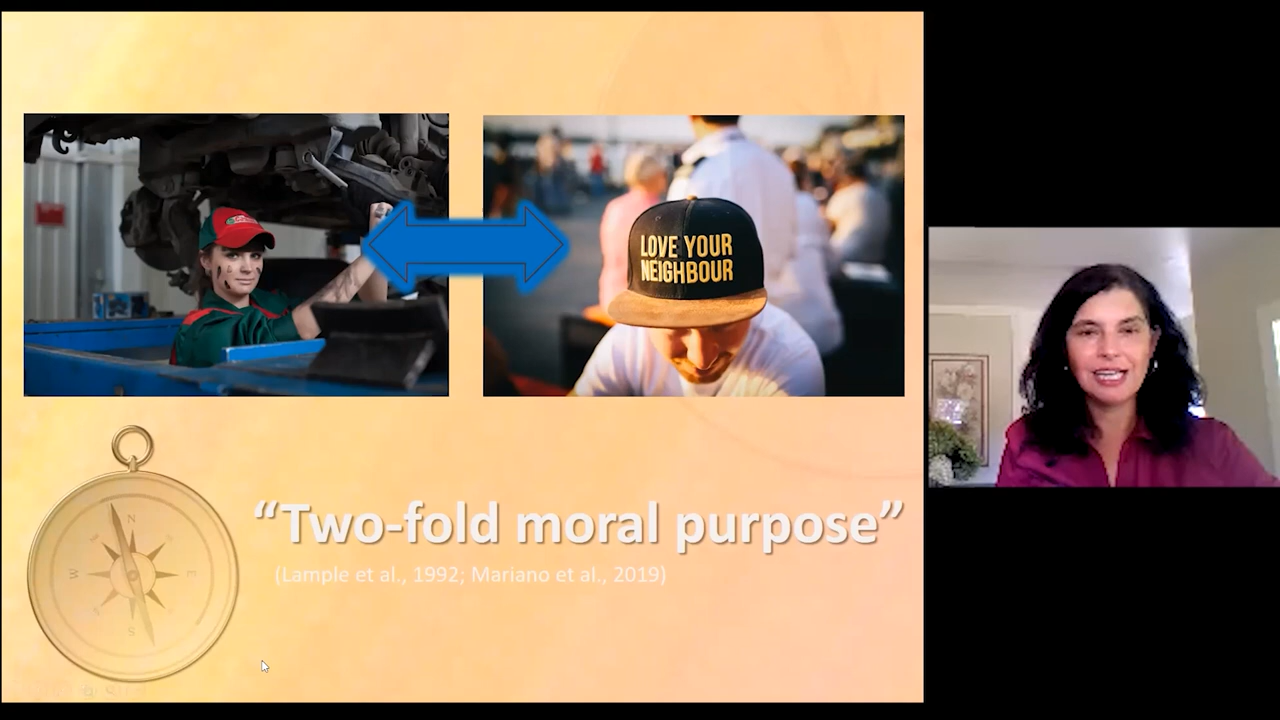 LOVE YOUR
NEIGHBOUR
“Two-fold moral purpose”
(Lample et al., 1992; Mariano et al., 2019)
N
W
E
S